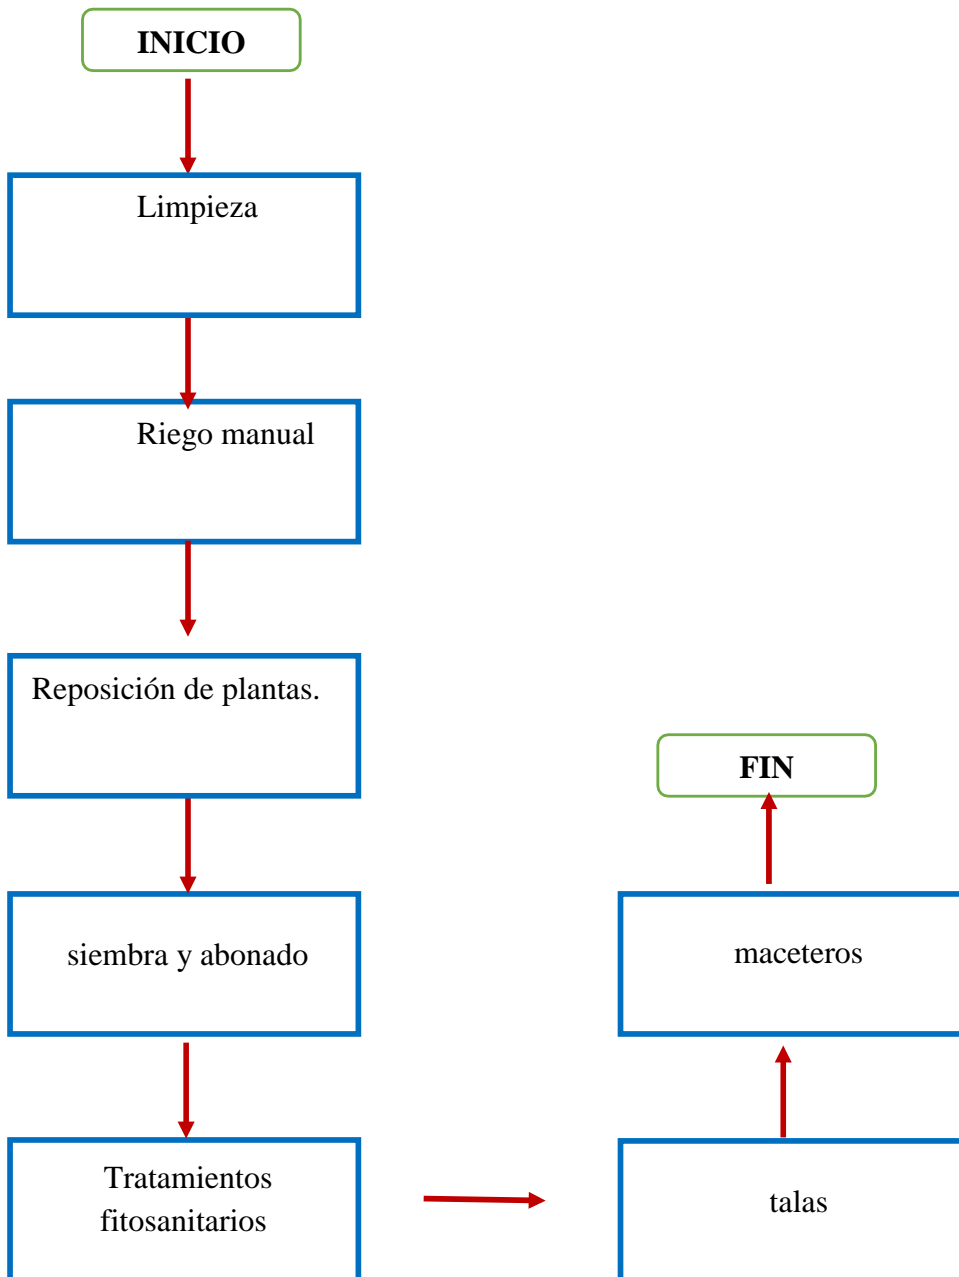 INICIO
Limpieza
Riego manual
Reposición de plantas.
siembra y abonado
Tratamientos
fitosanitarios
talas
maceteros
FIN